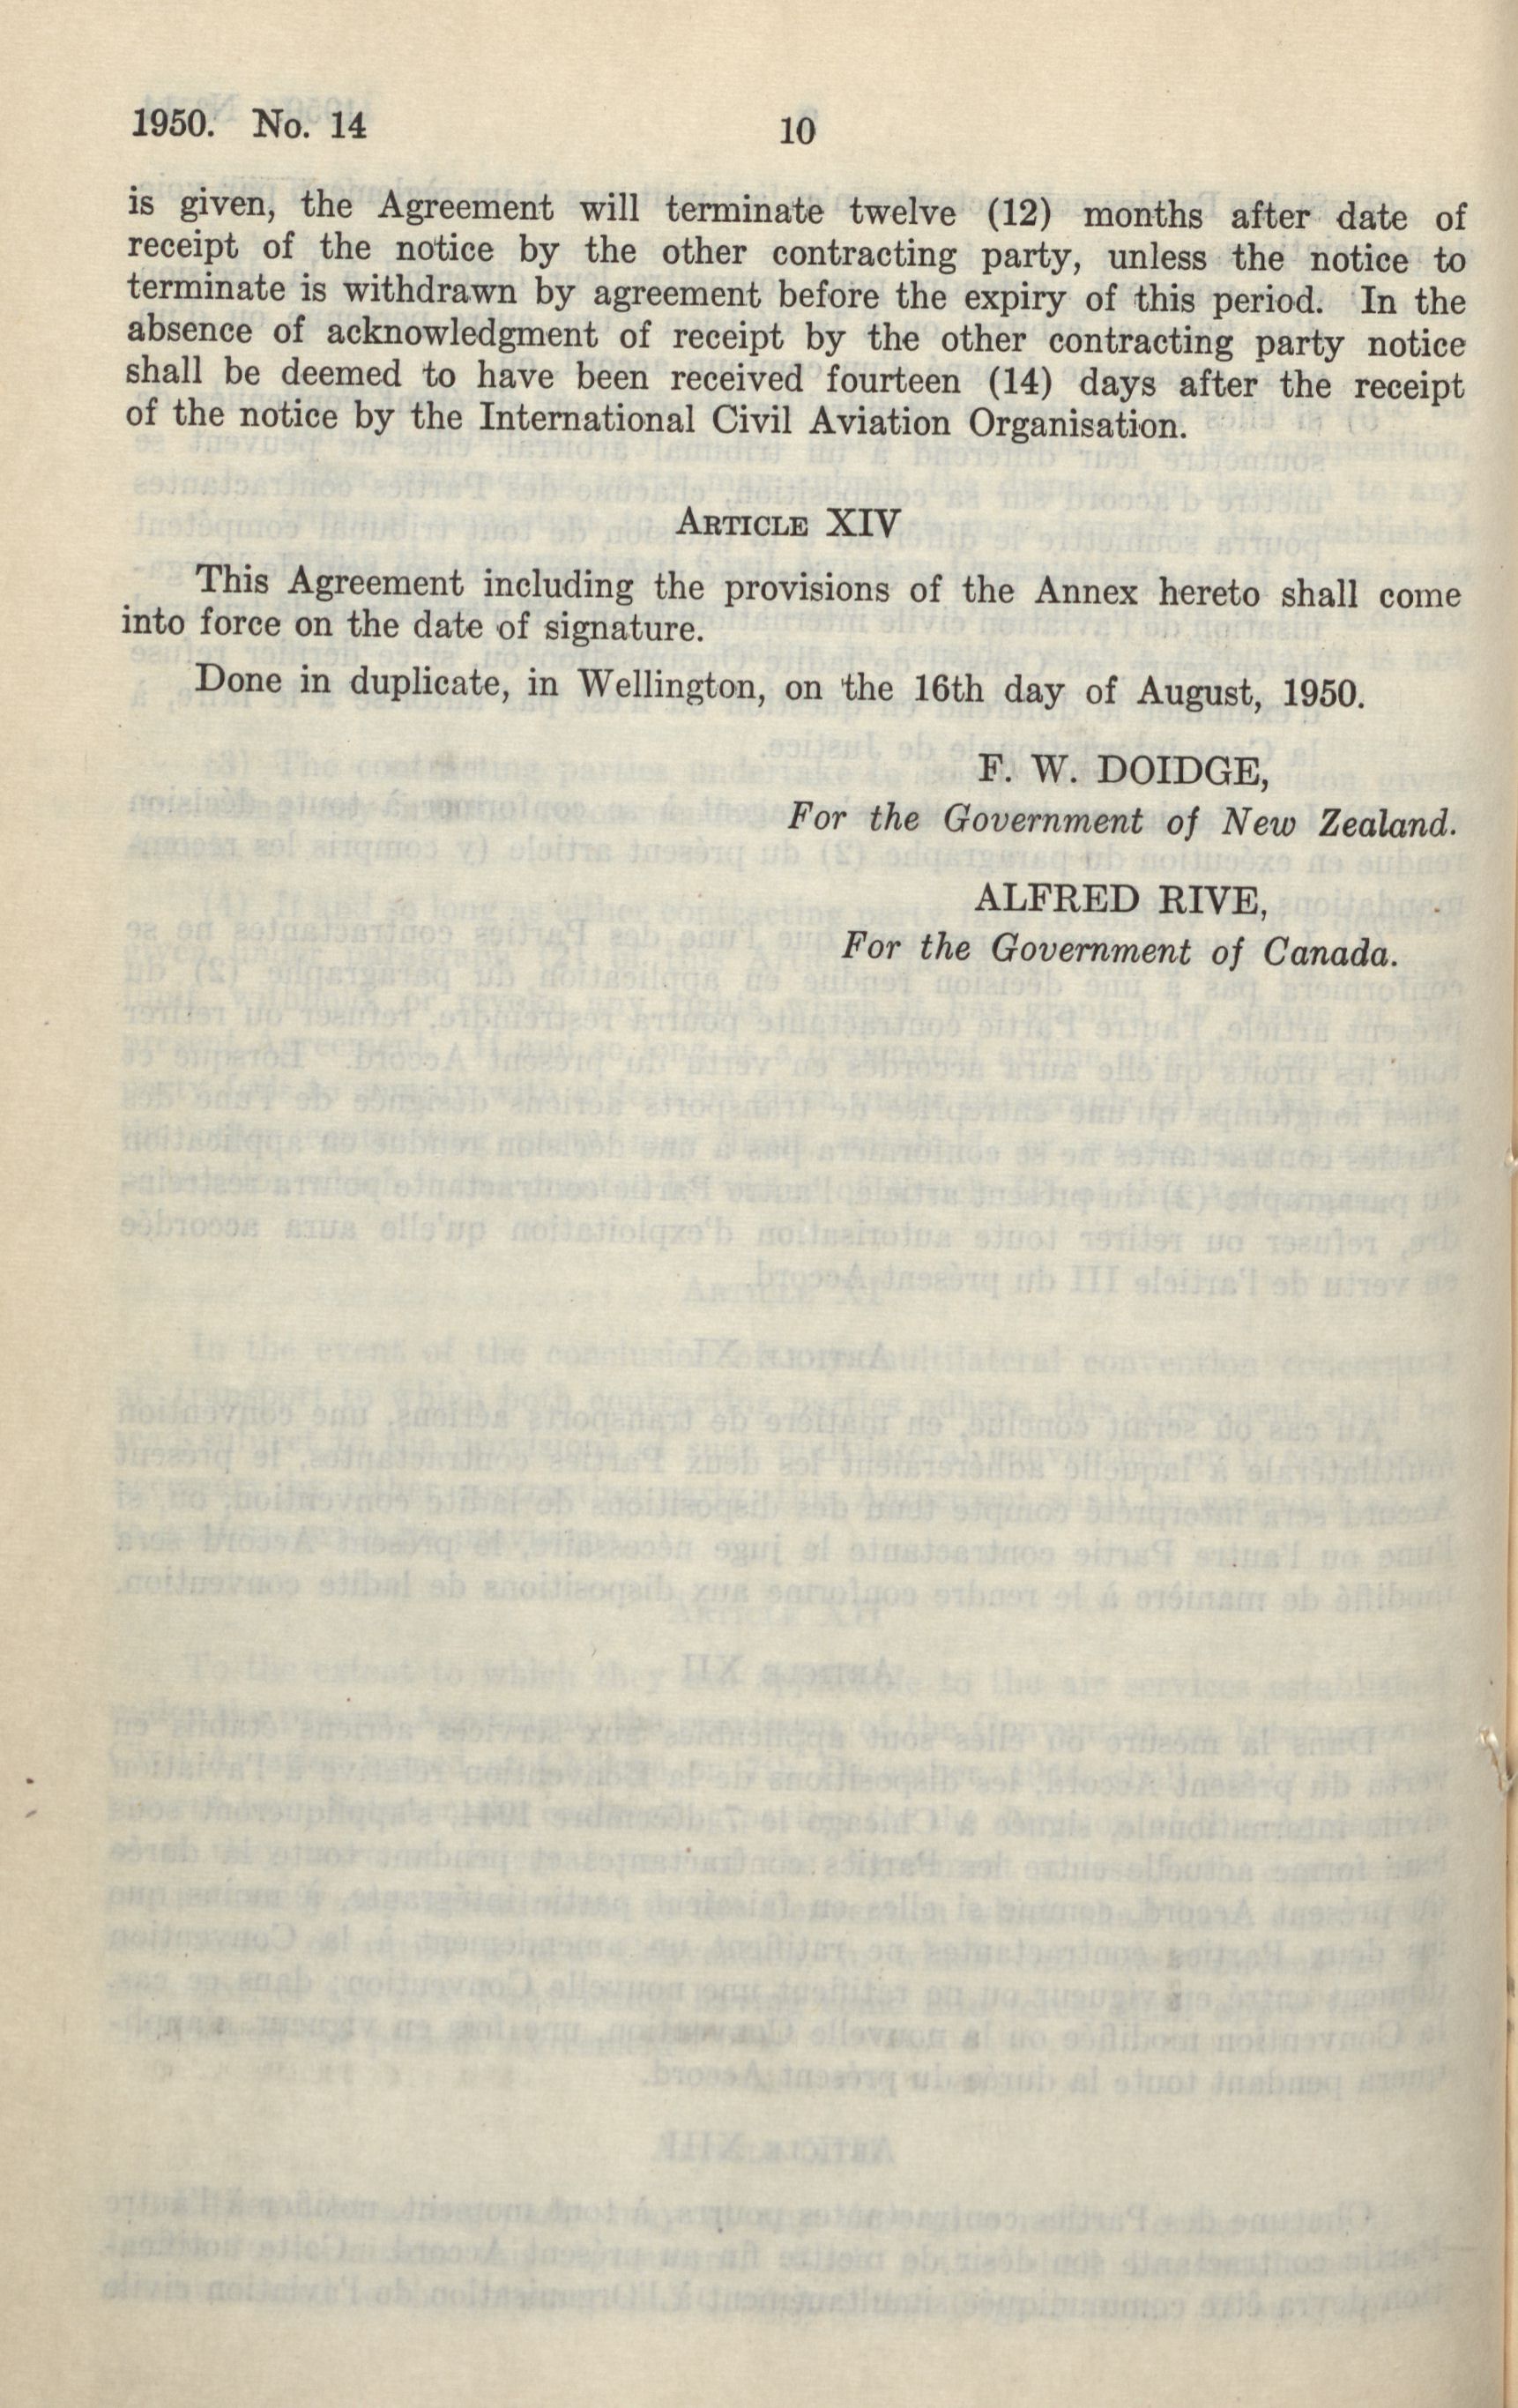 1950. No. 14
10
is given, the Agreement will terminate twelve (12) months after date of
receipt of the notice by the other contracting party, unless the notice to
terminate is withdrawn by agreement before the expiry of this period. In the
absence of acknowledgment of receipt by the other contracting party notice
shall be deemed to have been received fourteen (14) days after the receipt
of the notice by the International Civil Aviation Organisation.
ARTICLE XIV
This Agreement including the provisions of the Annex hereto shall come
into force on the date of signature.
Done in duplicate, in Wellington, on the 16th day of August, 1950.
F. W. DOIDGE,
For the Government of New Zealand.
ALFRED RIVE,
For the Government of Canada.